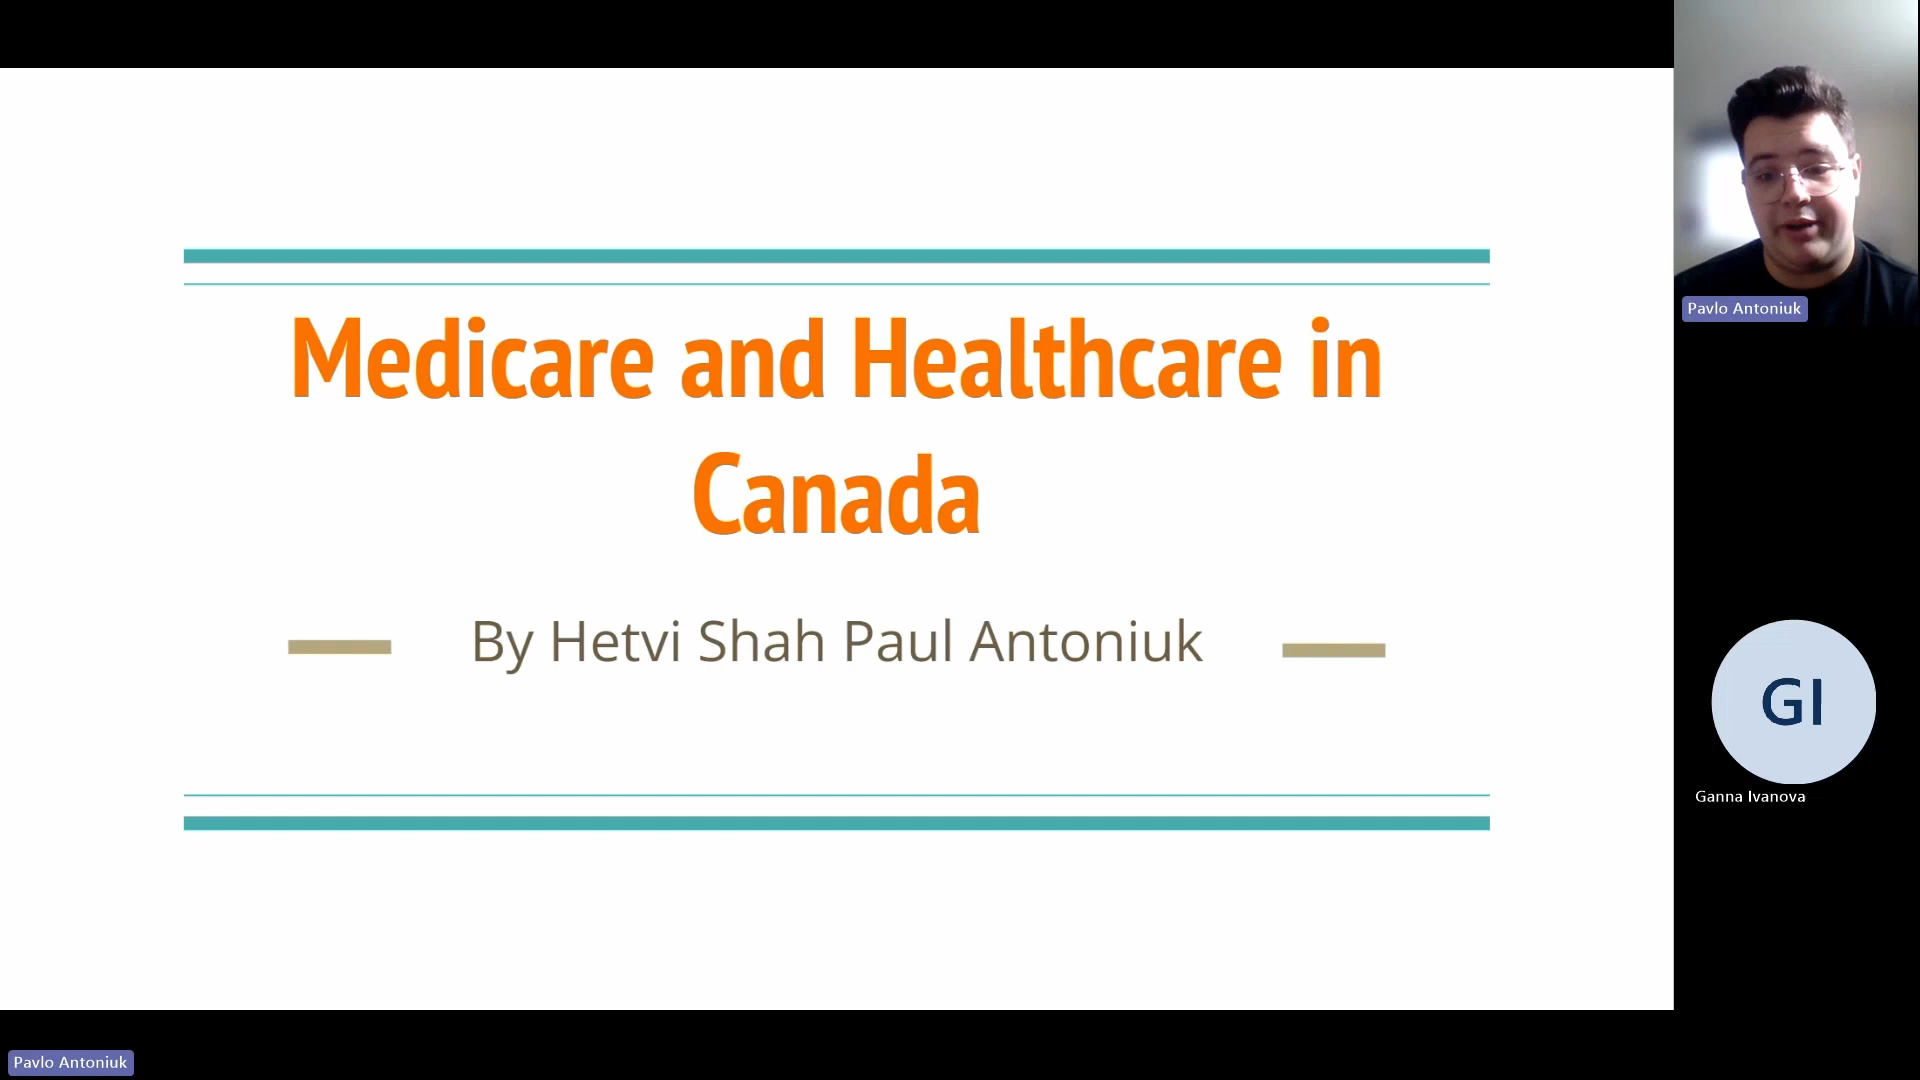 Medicare and Healthcare in
Canada
By Hetvi Shah Paul Antoniuk
Pavlo Antoniuk
GI
Ganna Ivanova
Pavlo Antoniuk